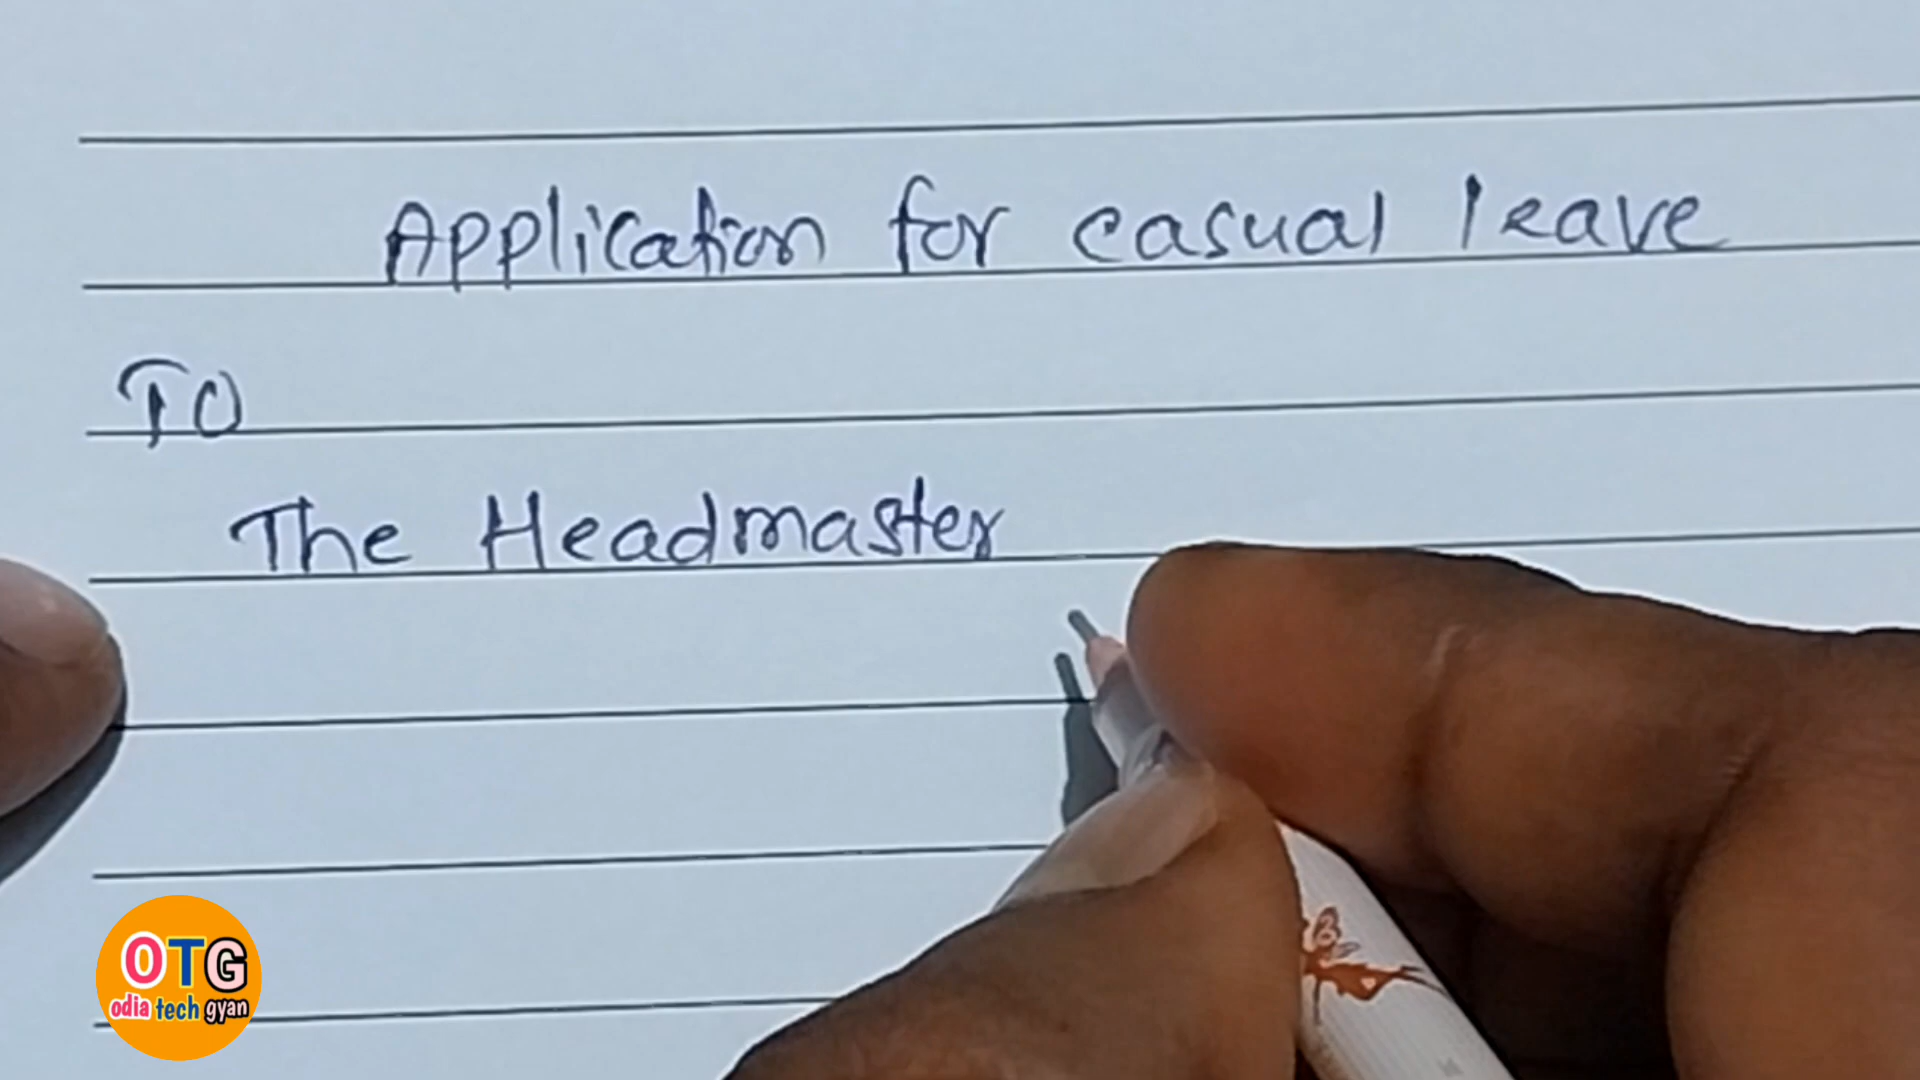 Application for casual leave
TO
The Headmaster
OTG
odia tech gyan